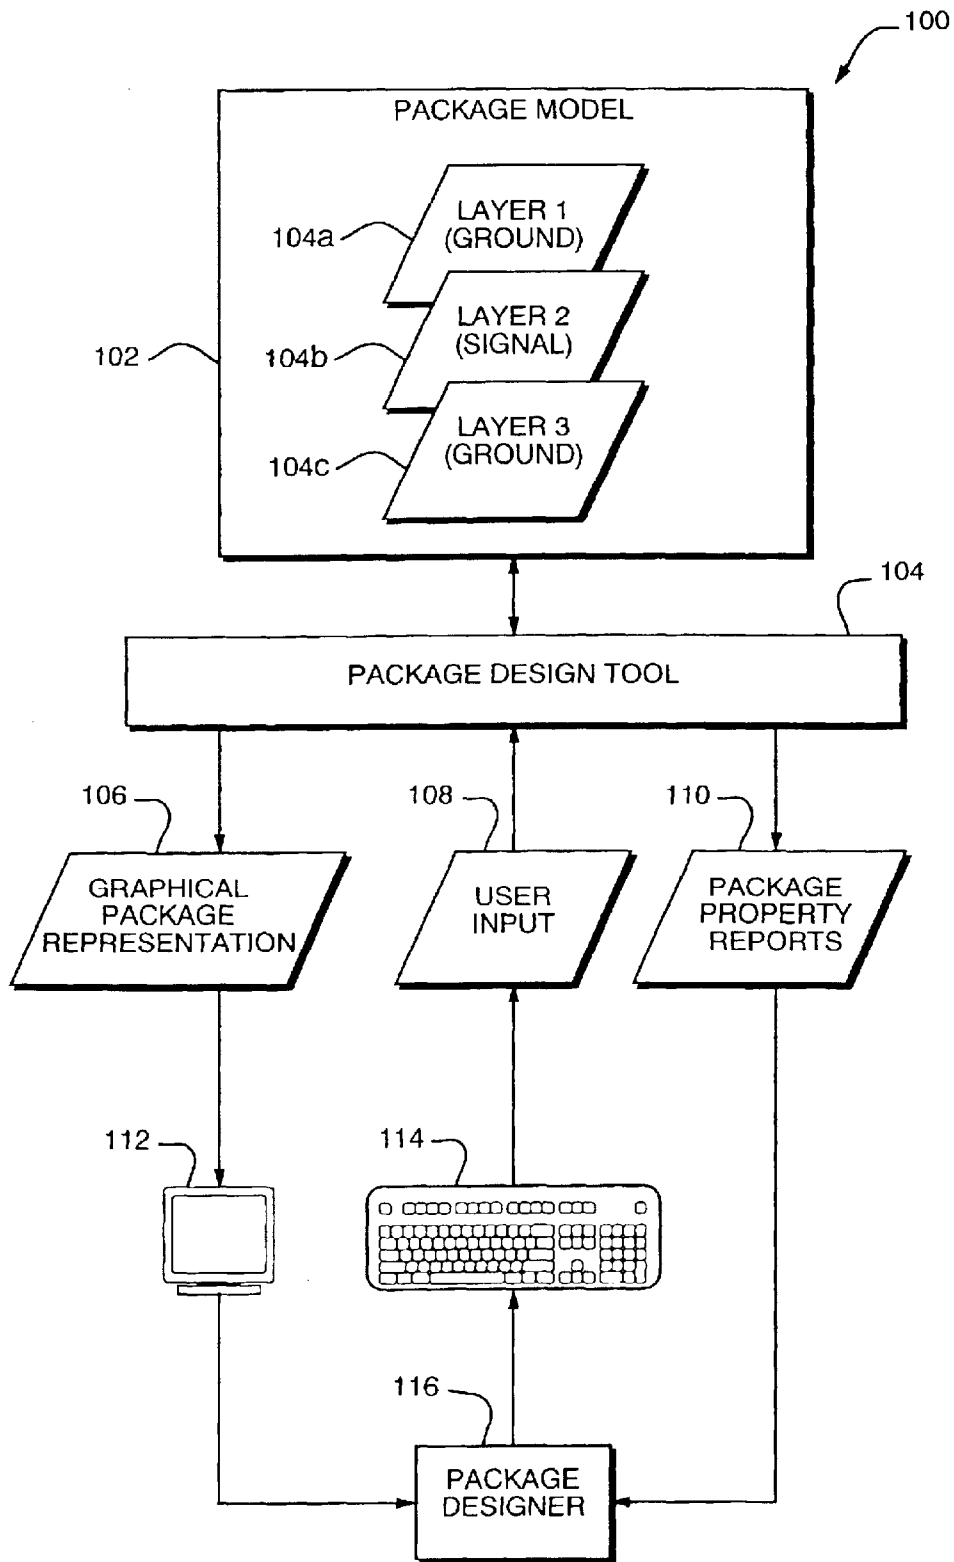 100
PACKAGE MODEL
LAYER 1
(GROUND)
104a
LAYER 2
(SIGNAL)
102
104b
LAYER 3
(GROUND)
104c
104
PACKAGE DESIGN TOOL
106
108
110
GRAPHICAL
PACKAGE
REPRESENTATION
USER
INPUT
PACKAGE
PROPERTY
REPORTS
112
114
116
PACKAGE
DESIGNER